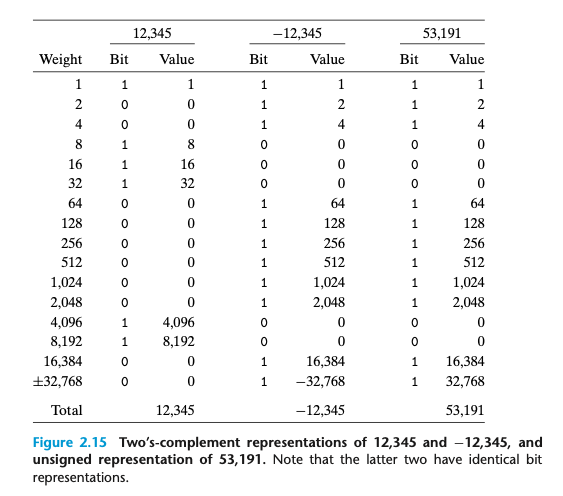 12,345 −12,345 53,191
Weight Bit Value Bit Value Bit Value
1 1 1 1 1 1 1
2 0 0 1 2 1 2
4 0 0 1 4 1 4
8 1 8 0 0 0 0
16 1 16 0 0 0 0
32 1 32 0 0 0 0
64 0 0 1 64 1 64
128 0 0 1 128 1 128
256 0 0 1 256 1 256
512 0 0 1 512 1 512
1,024 0 0 1 1,024 1 1,024
2,048 0 0 1 2,048 1 2,048
4,096 1 4,096 0 0 0 0
8,192 1 8,192 0 0 0 0
16,384 0 0 1 16,384 1 16,384
±32,768 0 0 1 −32,768 1 32,768
Total 12,345 −12,345 53,191
Figure 2.15 Two's-complement representations of 12,345 and −12,345, and
unsigned representation of 53,191. Note that the latter two have identical bit
representations.